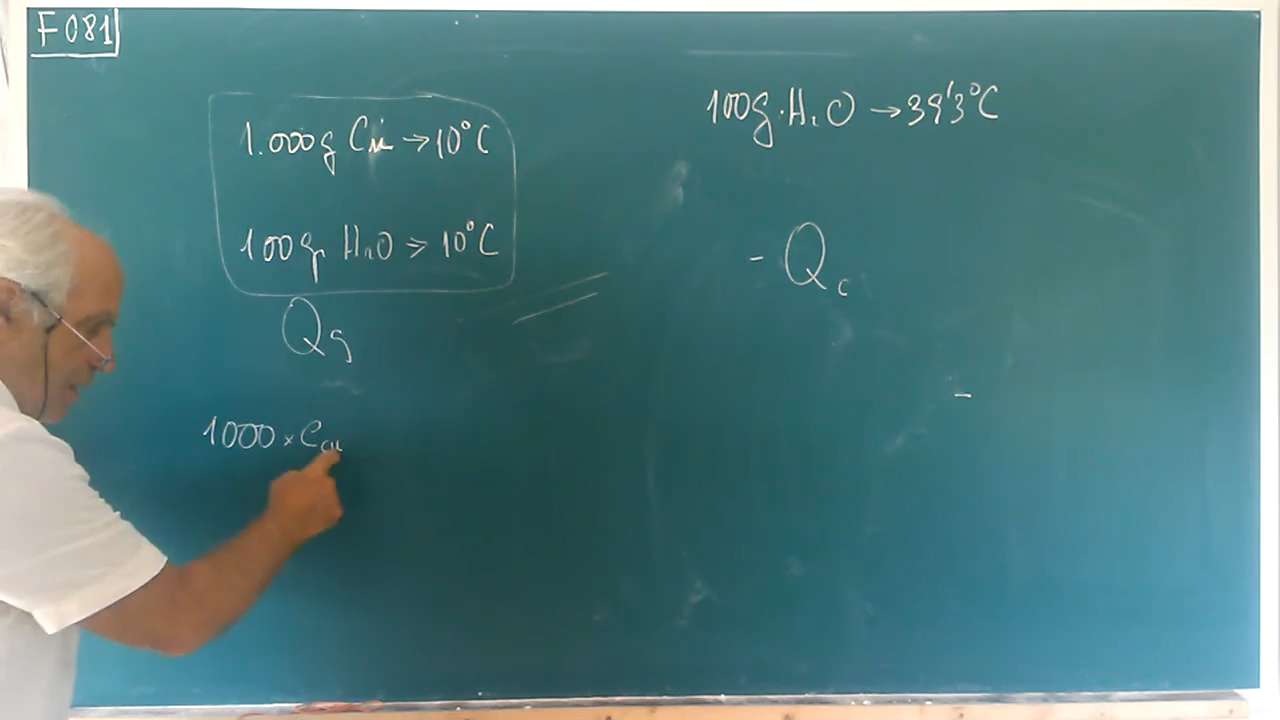 F081
1.000g Cu → 10°C
100g H₂O → 10°C
Qg
1000 × Ccu
100g. H₂O → 39'3°C
- Qc
-